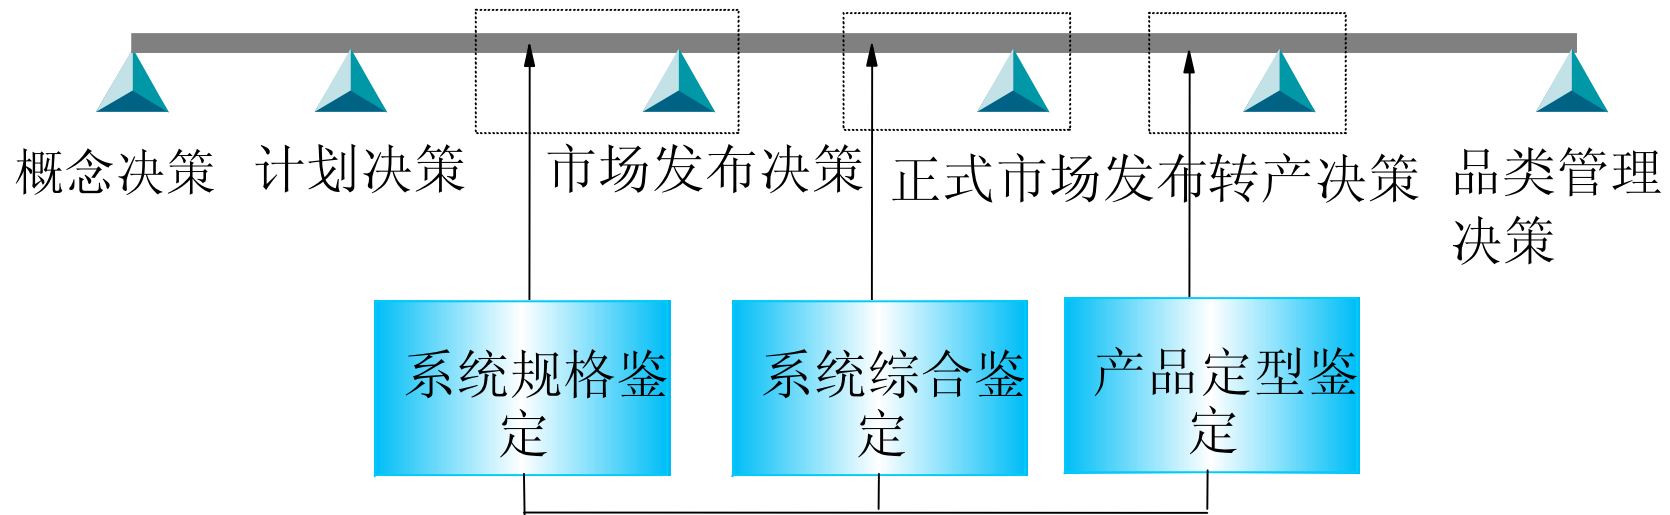 概念决策
计划决策
市场发布决策
正式市场发布转产决策
品类管理
决策
系统规格鉴
定
系统综合鉴
定
产品定型鉴
定